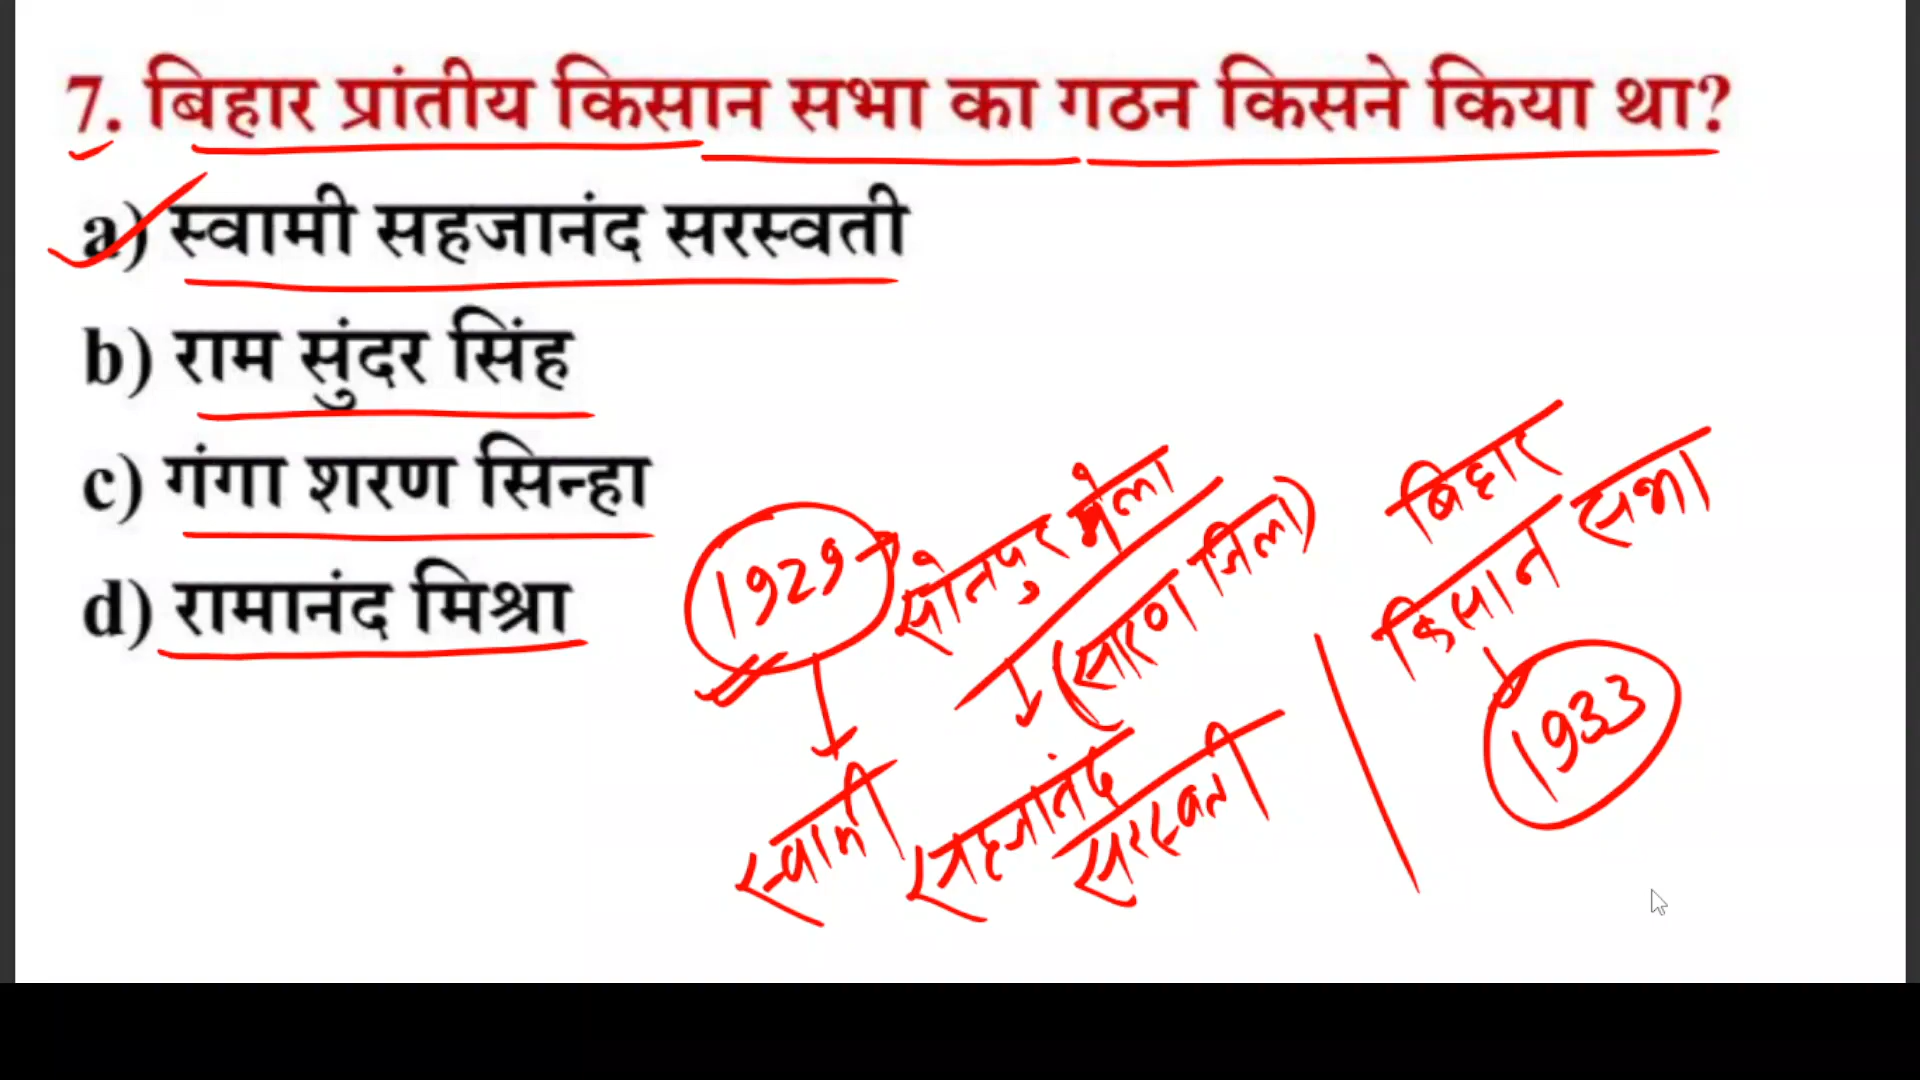 7. बिहार प्रांतीय किसान सभा का गठन किसने किया था?
a) स्वामी सहजानंद सरस्वती
b) राम सुंदर सिंह
c) गंगा शरण सिन्हा
d) रामानंद मिश्रा
1929 सोनपुर मेला
(सारण जिला)
स्वामी सहजानंद
सरस्वती
बिहार
किसान सभा
1933